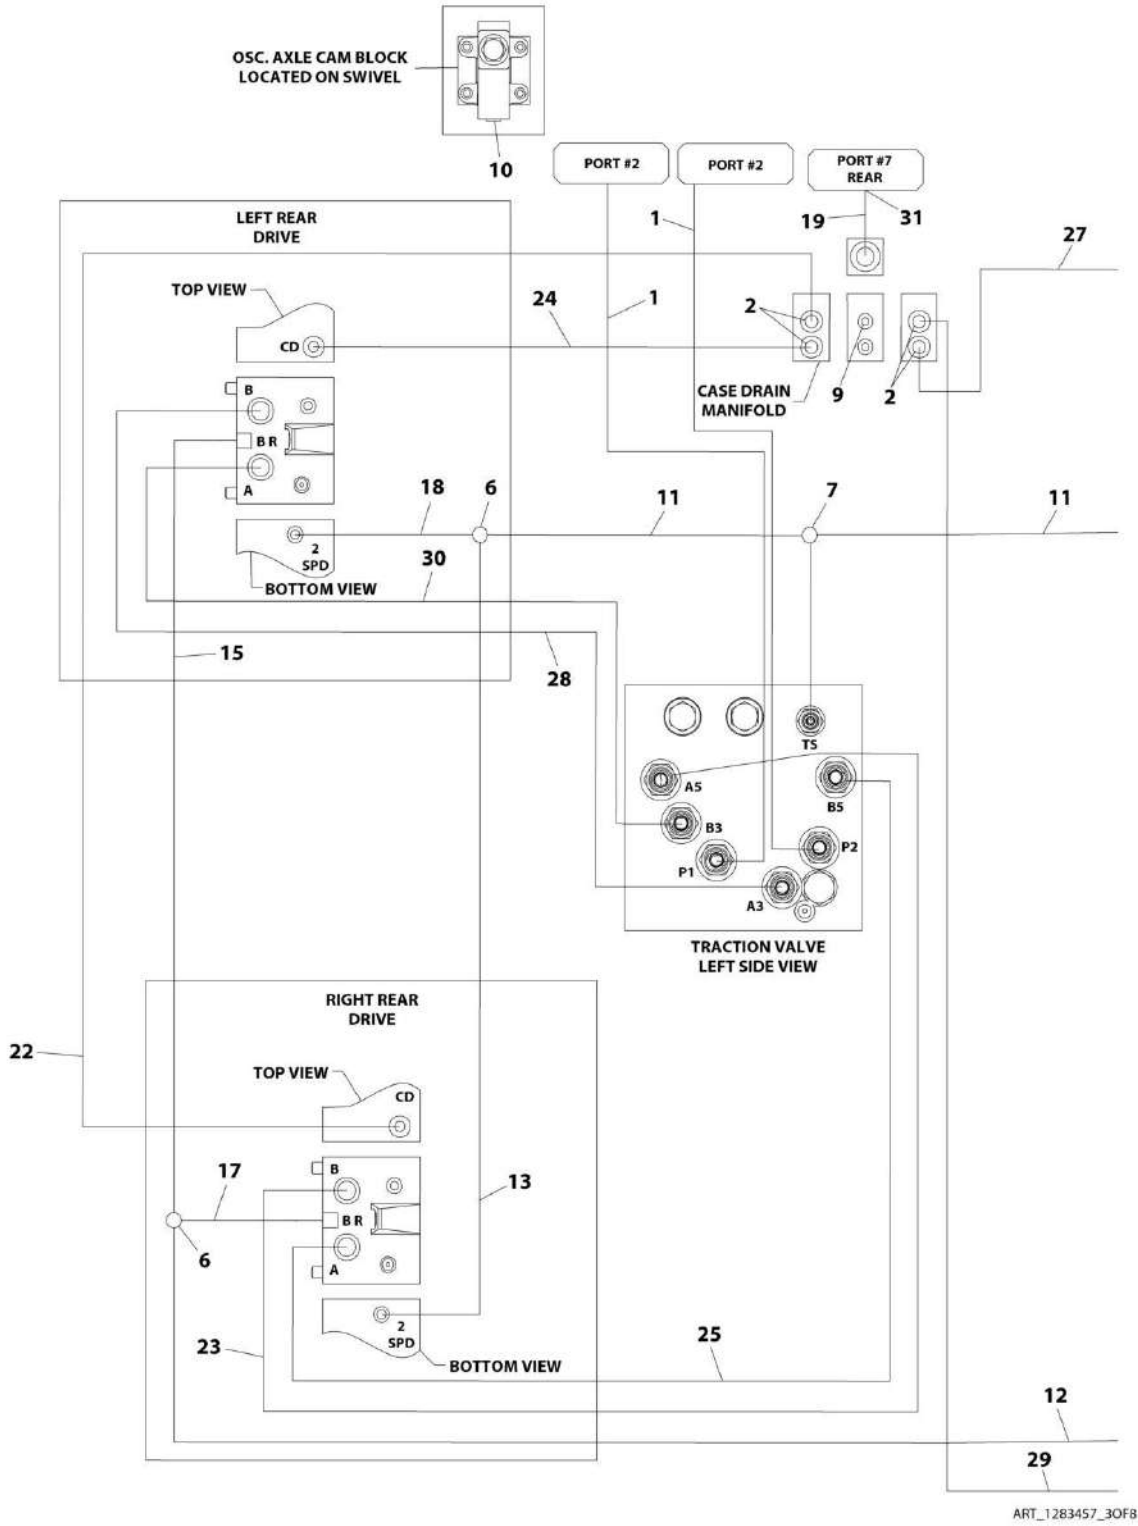 OSC. AXLE CAM BLOCK
LOCATED ON SWIVEL
10
PORT #2
PORT #2
PORT #7
REAR
1
19
31
27
LEFT REAR
DRIVE
TOP VIEW
24
1
2
CD
CASE DRAIN
MANIFOLD
9
2
B
B R
A
18
6
11
7
11
2
SPD
30
BOTTOM VIEW
15
28
TS
A5
B5
B3
P2
P1
A3
TRACTION VALVE
LEFT SIDE VIEW
RIGHT REAR
DRIVE
22
TOP VIEW
CD
17
B
13
B R
6
A
2
SPD
23
25
BOTTOM VIEW
12
29
ART_1283457_3OF8